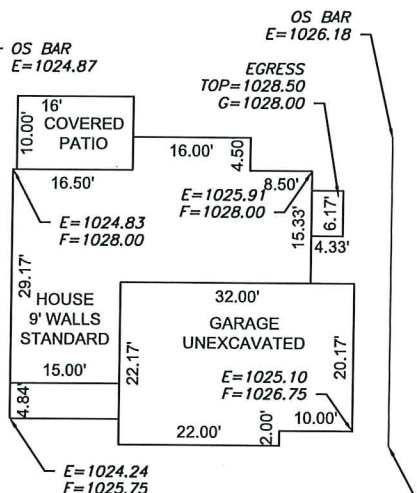 OS BAR
E=1026.18
OS BAR
E=1024.87
EGRESS
TOP=1028.50
G=1028.00
16'
10.00'
COVERED
PATIO
16.00'
4.50
16.50'
8.50'
E=1025.91
F=1028.00
6.17'
15.33'
4.33'
E=1024.83
F=1028.00
29.17'
32.00'
HOUSE
9' WALLS
STANDARD
GARAGE
UNEXCAVATED
22.17'
20.17'
15.00'
E=1025.10
F=1026.75
4.84'
22.00'
2.00'
10.00'
E=1024.24
F=1025.75